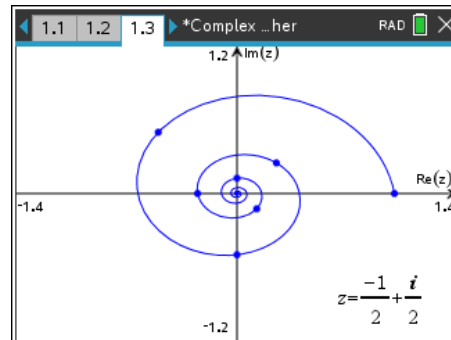 1.1 1.2 1.3 *Complex …her RAD
1.2 Im(z)
Re(z)
-1.4 1.4
z=-1/2+i/2
-1.2